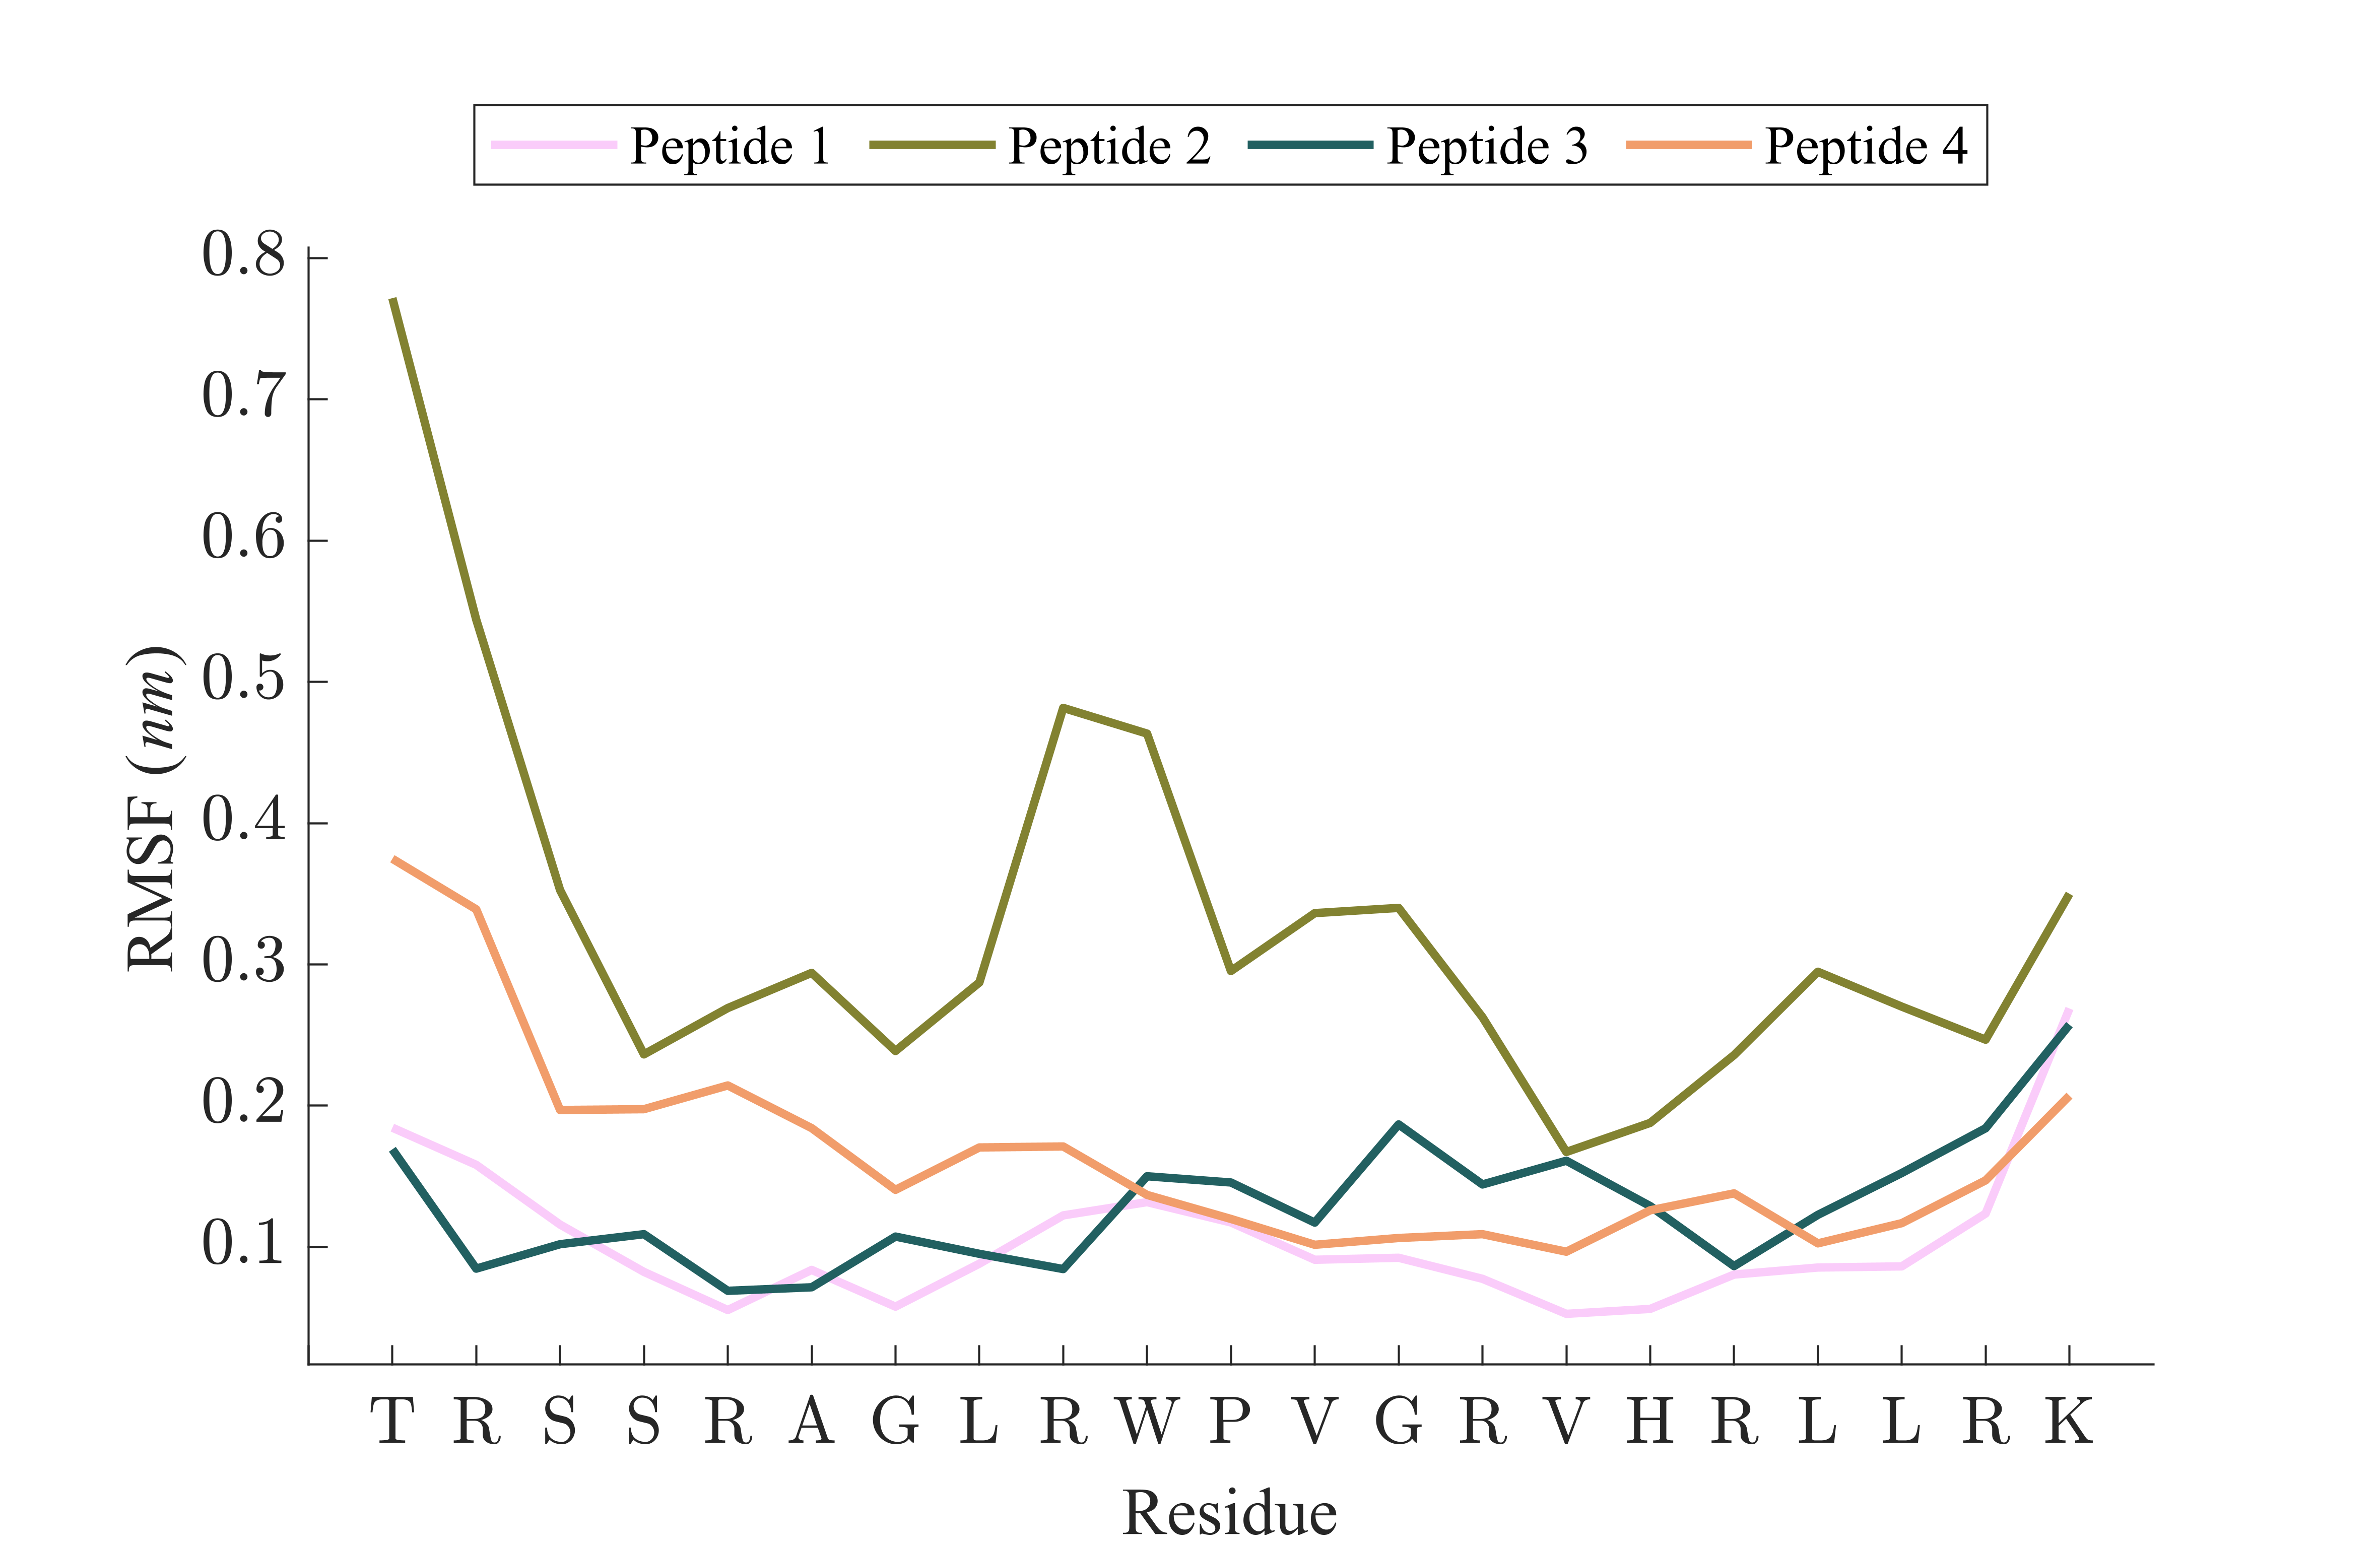 Peptide 1 Peptide 2 Peptide 3 Peptide 4
0.8
0.7
0.6
0.5
0.4
0.3
0.2
0.1
RMSF (nm)
T R S S R A G L R W P V G R V H R L L R K
Residue